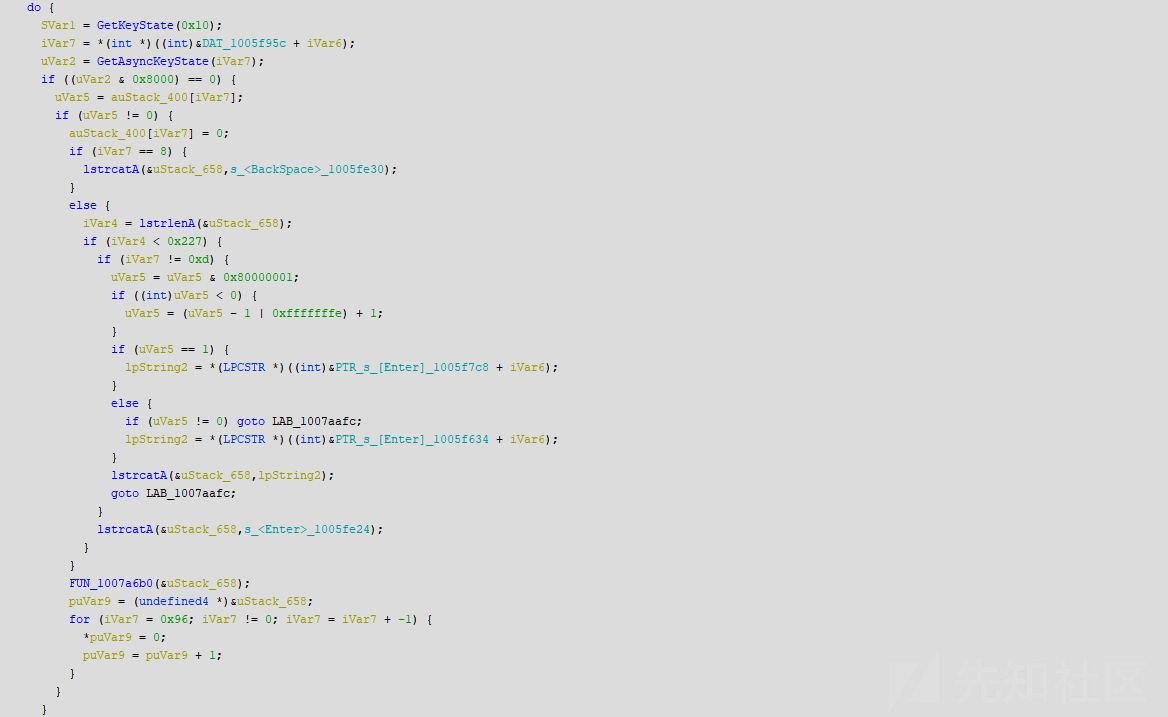 do {
SVar1 = GetKeyState(0x10);
iVar7 = *(int *)((int)&DAT_1005f95c + iVar6);
uVar2 = GetAsyncKeyState(iVar7);
if ((uVar2 & 0x8000) == 0) {
uVar5 = auStack_400[iVar7];
if (uVar5 != 0) {
auStack_400[iVar7] = 0;
if (iVar7 == 8) {
lstrcatA(&uStack_658,s_<BackSpace>_1005fe30);
}
else {
iVar4 = lstrlenA(&uStack_658);
if (iVar4 < 0x227) {
if (iVar7 != 0xd) {
uVar5 = uVar5 & 0x80000001;
if ((int)uVar5 < 0) {
uVar5 = (uVar5 - 1 | 0xfffffffe) + 1;
}
if (uVar5 == 1) {
lpString2 = *(LPCSTR *)((int)&PTR_s_[Enter]_1005f7c8 + iVar6);
}
else {
if (uVar5 != 0) goto LAB_1007aafc;
lpString2 = *(LPCSTR *)((int)&PTR_s_[Enter]_1005f634 + iVar6);
}
lstrcatA(&uStack_658,lpString2);
goto LAB_1007aafc;
}
lstrcatA(&uStack_658,s_<Enter>_1005fe24);
}
}
FUN_1007a6b0(&uStack_658);
puVar9 = (undefined4 *)&uStack_658;
for (iVar7 = 0x96; iVar7 != 0; iVar7 = iVar7 + -1) {
*puVar9 = 0;
puVar9 = puVar9 + 1;
}
}
}
先知社区